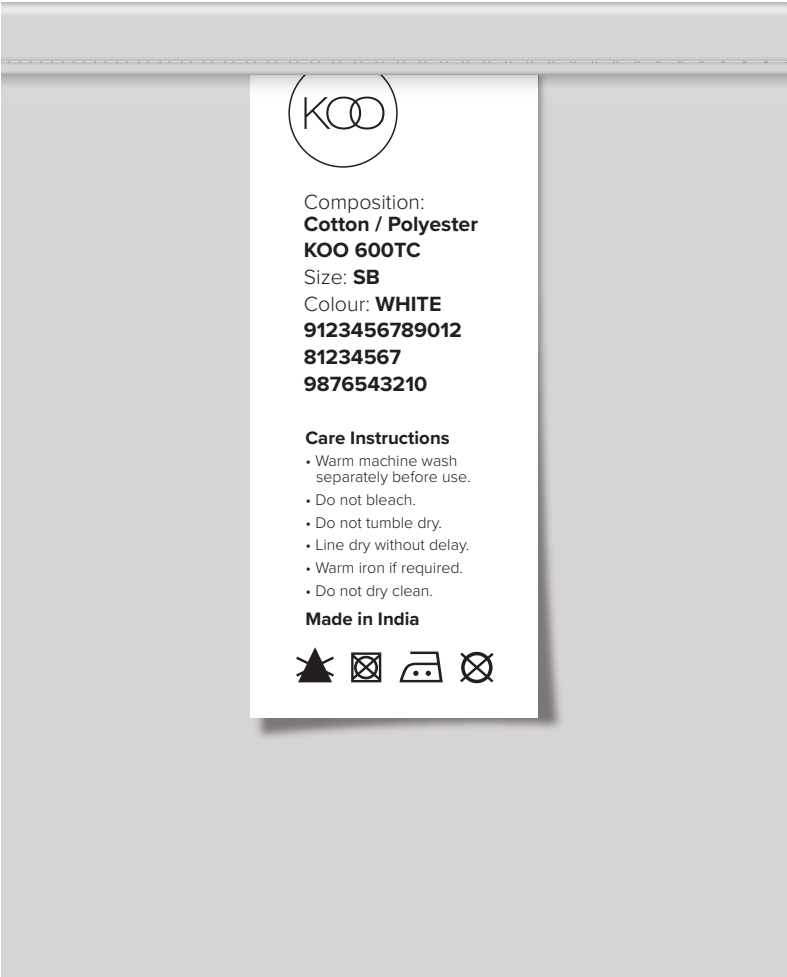 KOO
Composition:
Cotton / Polyester
KOO 600TC
Size: SB
Colour: WHITE
9123456789012
81234567
9876543210
Care Instructions
• Warm machine wash
separately before use.
• Do not bleach.
• Do not tumble dry.
• Line dry without delay.
• Warm iron if required.
• Do not dry clean.
Made in India